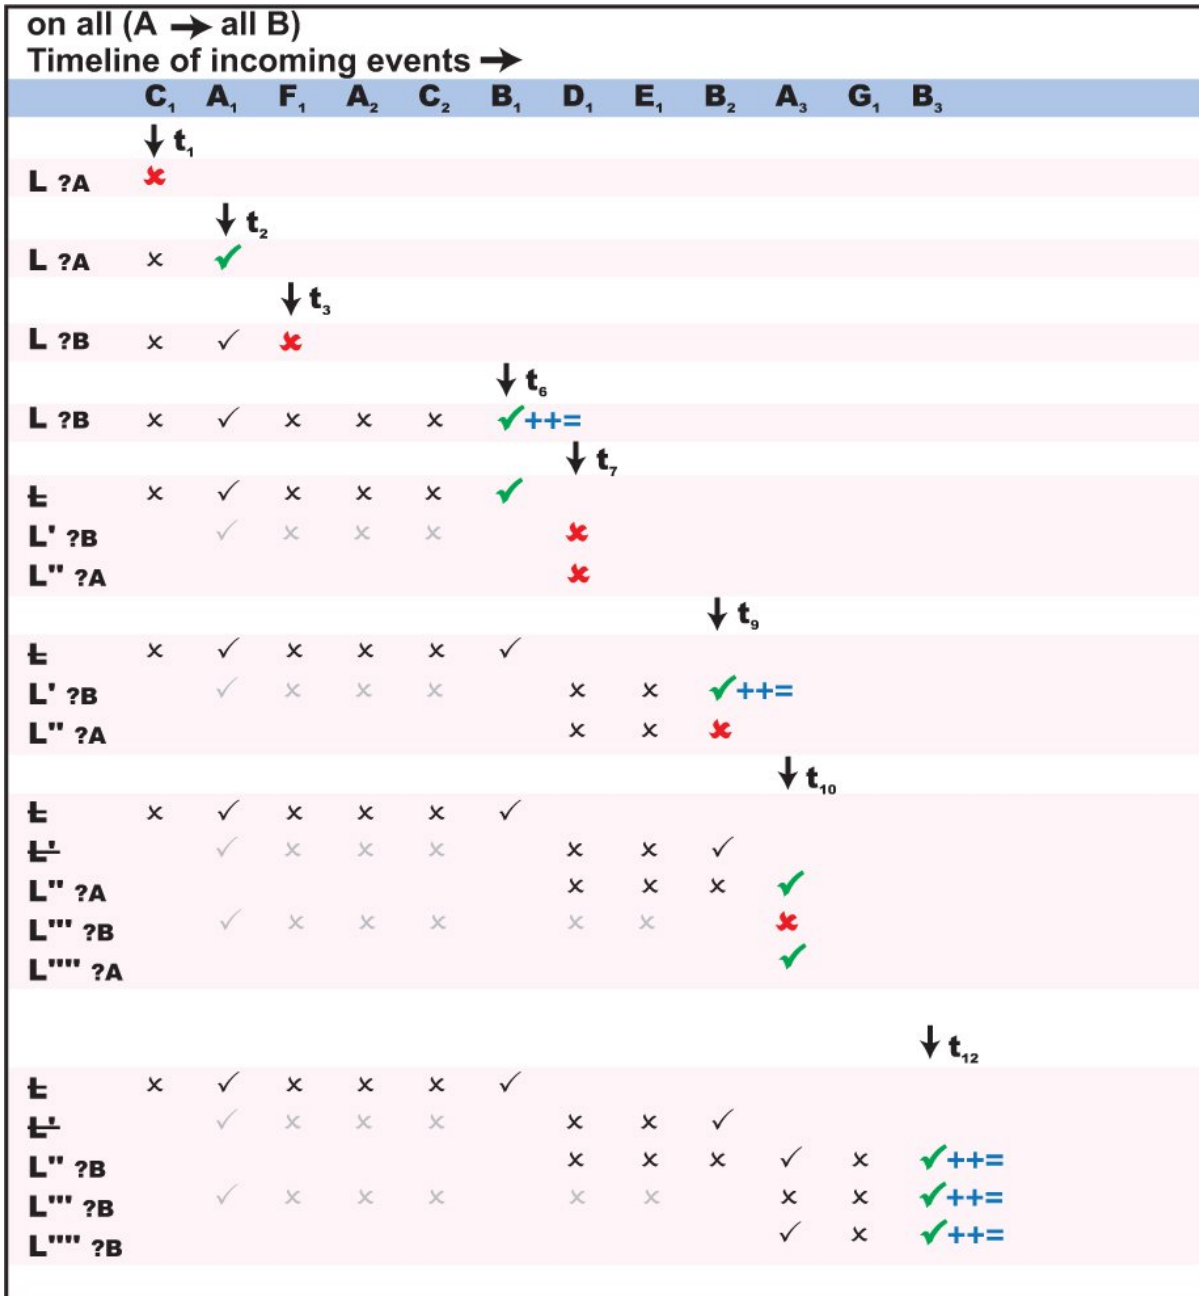 on all (A → all B)
Timeline of incoming events →
C₁ A₁ F₁ A₂ C₂ B₁ D₁ E₁ B₂ A₃ G₁ B₃
↓ t₁
L ?A ✘
↓ t₂
L ?A ✕ ✓
↓ t₃
L ?B ✕ ✓ ✘
↓ t₆
L ?B ✕ ✓ ✕ ✕ ✕ ✓++=
↓ t₇
L̶ ✕ ✓ ✕ ✕ ✕ ✓
L' ?B ✓ ✕ ✕ ✕ ✘
L'' ?A ✘
↓ t₉
L̶ ✕ ✓ ✕ ✕ ✕ ✓
L' ?B ✓ ✕ ✕ ✕ ✕ ✕ ✓++=
L'' ?A ✕ ✕ ✘
↓ t₁₀
L̶ ✕ ✓ ✕ ✕ ✕ ✓
L̶'̶ ✓ ✕ ✕ ✕ ✕ ✕ ✓
L'' ?A ✕ ✕ ✕ ✓
L''' ?B ✓ ✕ ✕ ✕ ✕ ✕ ✘
L'''' ?A ✓
↓ t₁₂
L̶ ✕ ✓ ✕ ✕ ✕ ✓
L̶'̶ ✓ ✕ ✕ ✕ ✕ ✕ ✓
L'' ?B ✕ ✕ ✕ ✓ ✕ ✓++=
L''' ?B ✓ ✕ ✕ ✕ ✕ ✕ ✕ ✕ ✓++=
L'''' ?B ✓ ✕ ✓++=